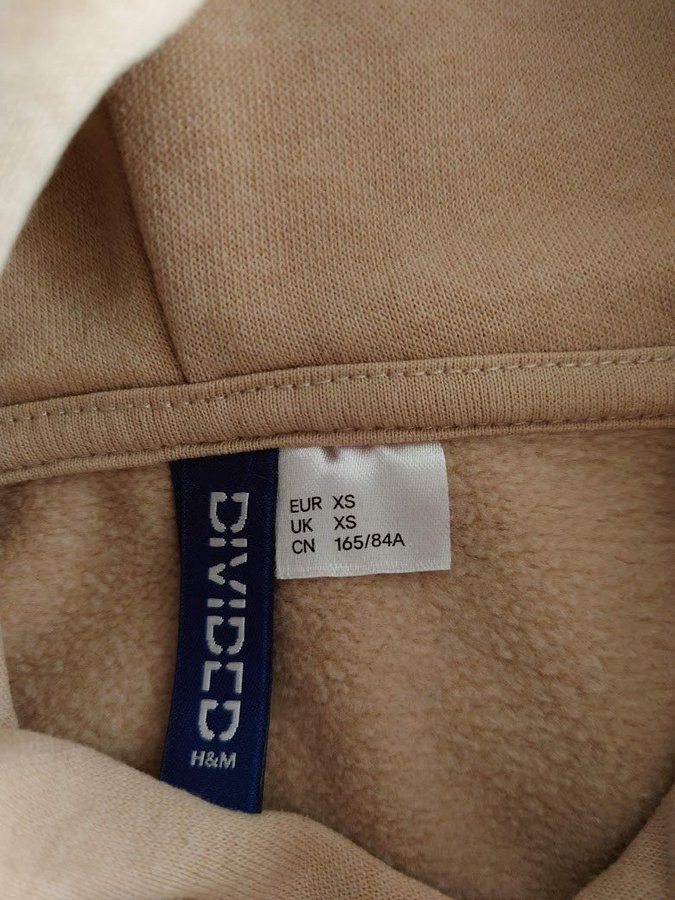 DIVIDED
H&M
EUR XS
UK XS
CN 165/84A